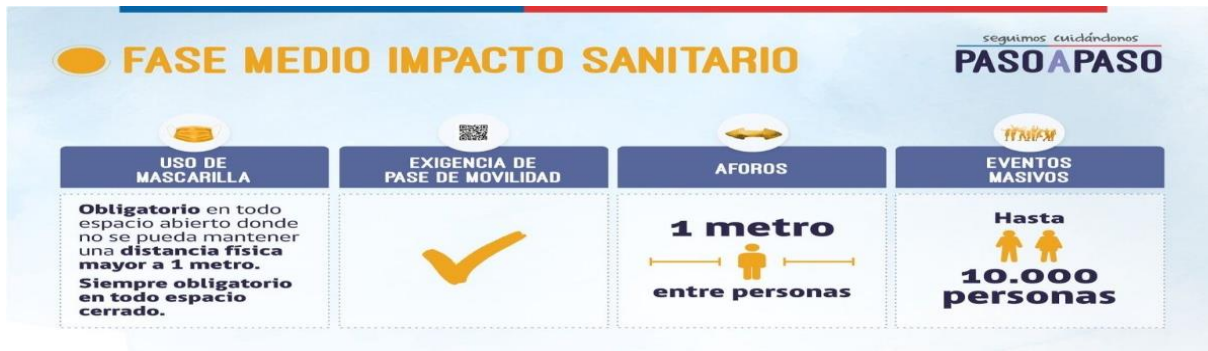 seguimos cuidándonos
PASOAPASO
FASE MEDIO IMPACTO SANITARIO
USO DE
MASCARILLA
Obligatorio en todo
espacio abierto donde
no se pueda mantener
una distancia física
mayor a 1 metro.
Siempre obligatorio
en todo espacio
cerrado.
EXIGENCIA DE
PASE DE MOVILIDAD
AFOROS
1 metro
entre personas
EVENTOS
MASIVOS
Hasta
10.000
personas